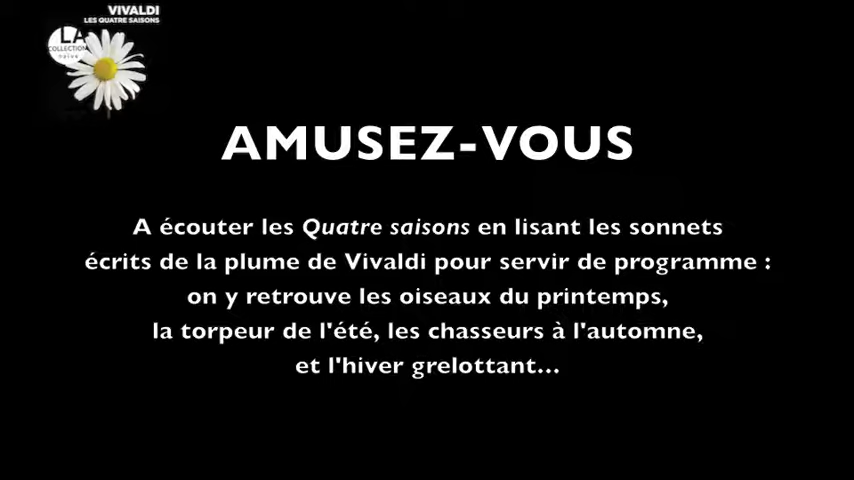 VIVALDI
LES QUATRE SAISONS
LA
COLLECTION
naïve
AMUSEZ-VOUS
A écouter les Quatre saisons en lisant les sonnets
écrits de la plume de Vivaldi pour servir de programme :
on y retrouve les oiseaux du printemps,
la torpeur de l'été, les chasseurs à l'automne,
et l'hiver grelottant...